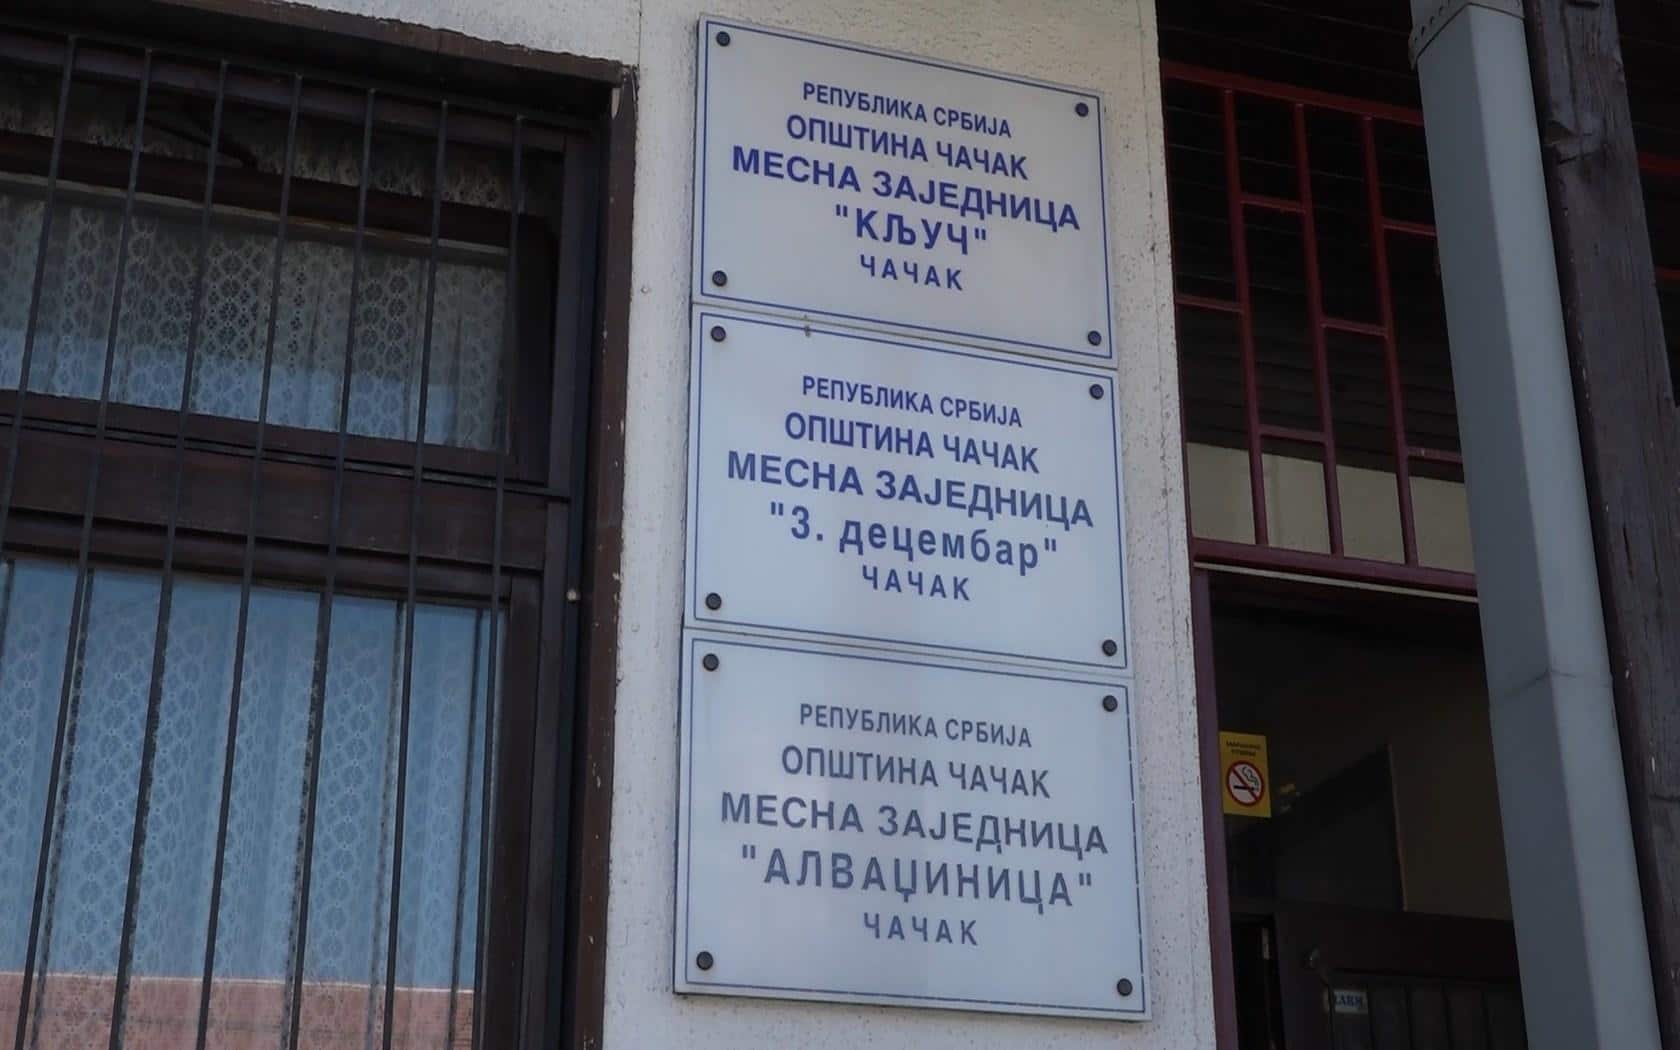 РЕПУБЛИКА СРБИЈА
ОПШТИНА ЧАЧАК
МЕСНА ЗАЈЕДНИЦА
"КЉУЧ"
ЧАЧАК
РЕПУБЛИКА СРБИЈА
ОПШТИНА ЧАЧАК
МЕСНА ЗАЈЕДНИЦА
"3. децембар"
ЧАЧАК
РЕПУБЛИКА СРБИЈА
ОПШТИНА ЧАЧАК
МЕСНА ЗАЈЕДНИЦА
"АЛВАЏИНИЦА"
ЧАЧАК